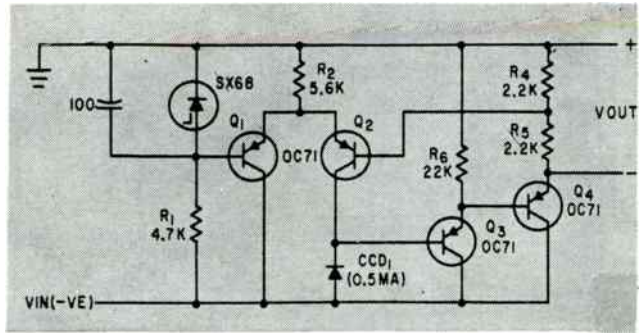 +
R2
5.6K
R4
2.2K
SX68
100
VOUT
Q1
Q2
OC71
R5
2.2K
R6
22K
−
Q4
OC71
R1
4.7K
Q3
OC71
CCD1
(0.5MA)
VIN(-VE)